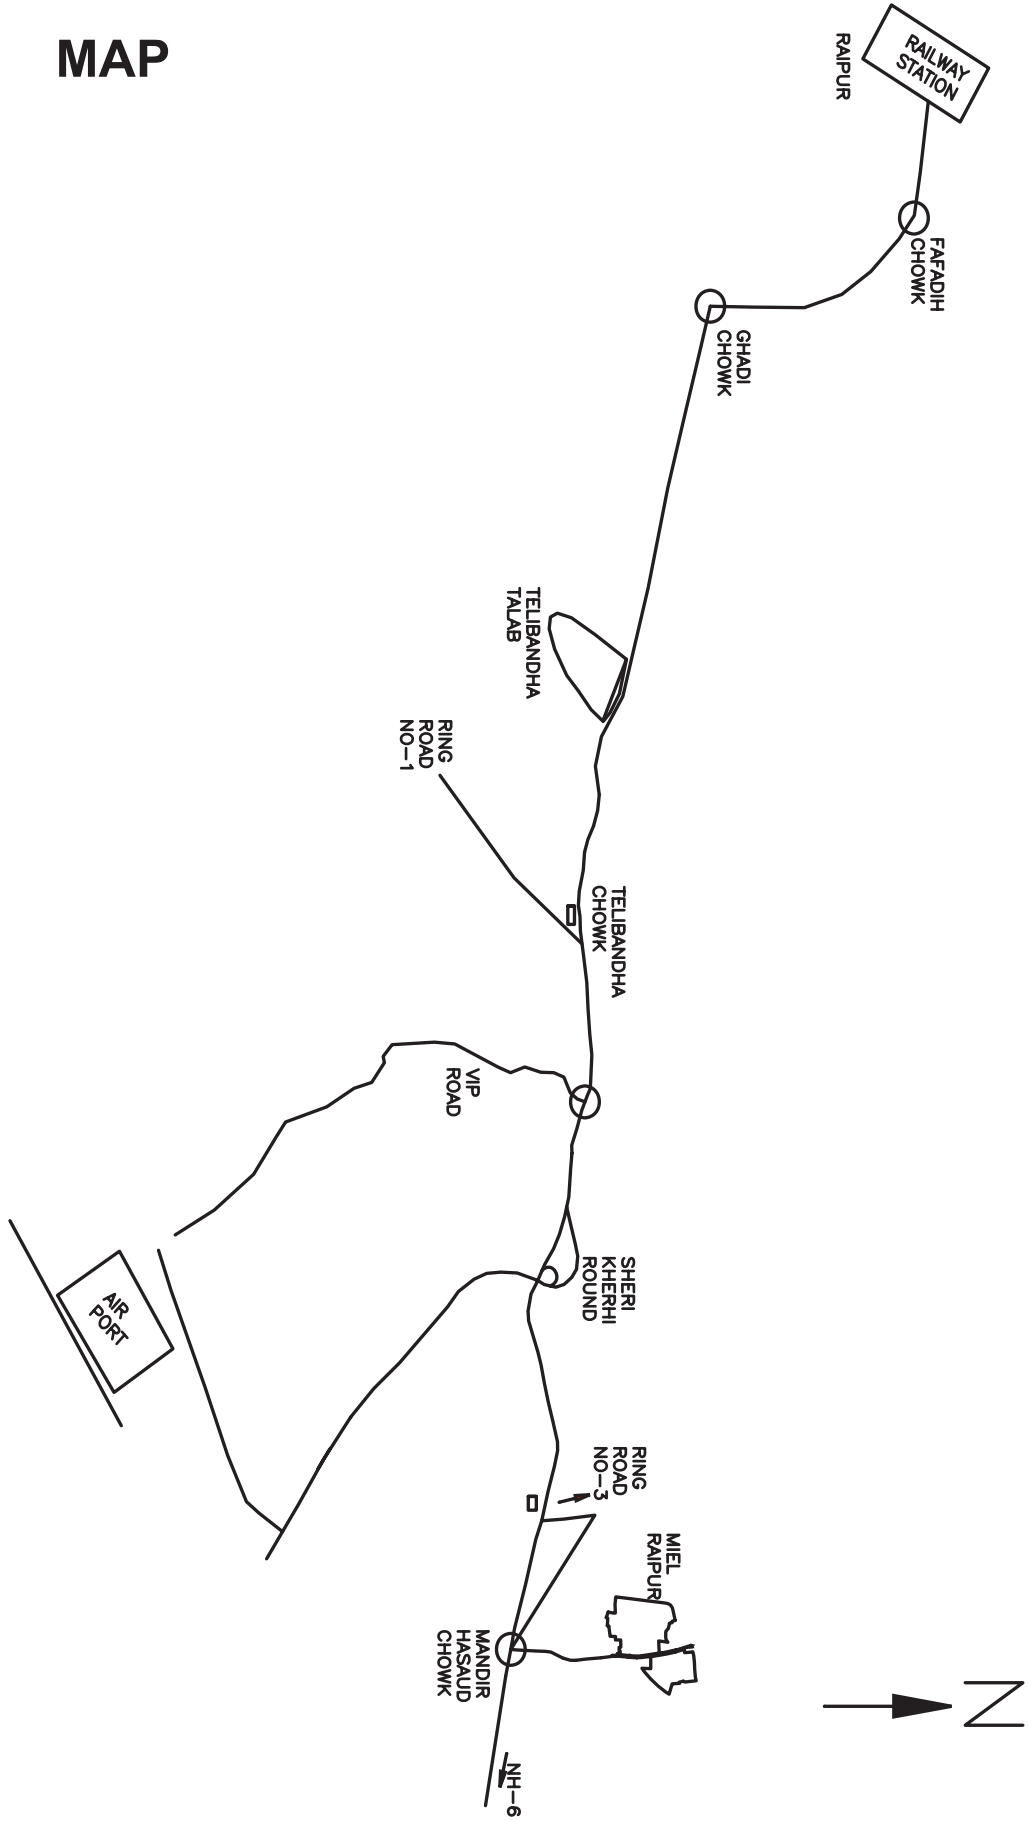 MAP
RAILWAY
STATION
RAIPUR
FAFADIH
CHOWK
GHADI
CHOWK
TELIBANDHA
TALAB
RING
ROAD
NO-1
TELIBANDHA
CHOWK
VIP
ROAD
SHERI
KHERHI
ROUND
AIR
PORT
RING
ROAD
NO-3
MIEL
RAIPUR
MANDIR
HASAUD
CHOWK
N
NH-6